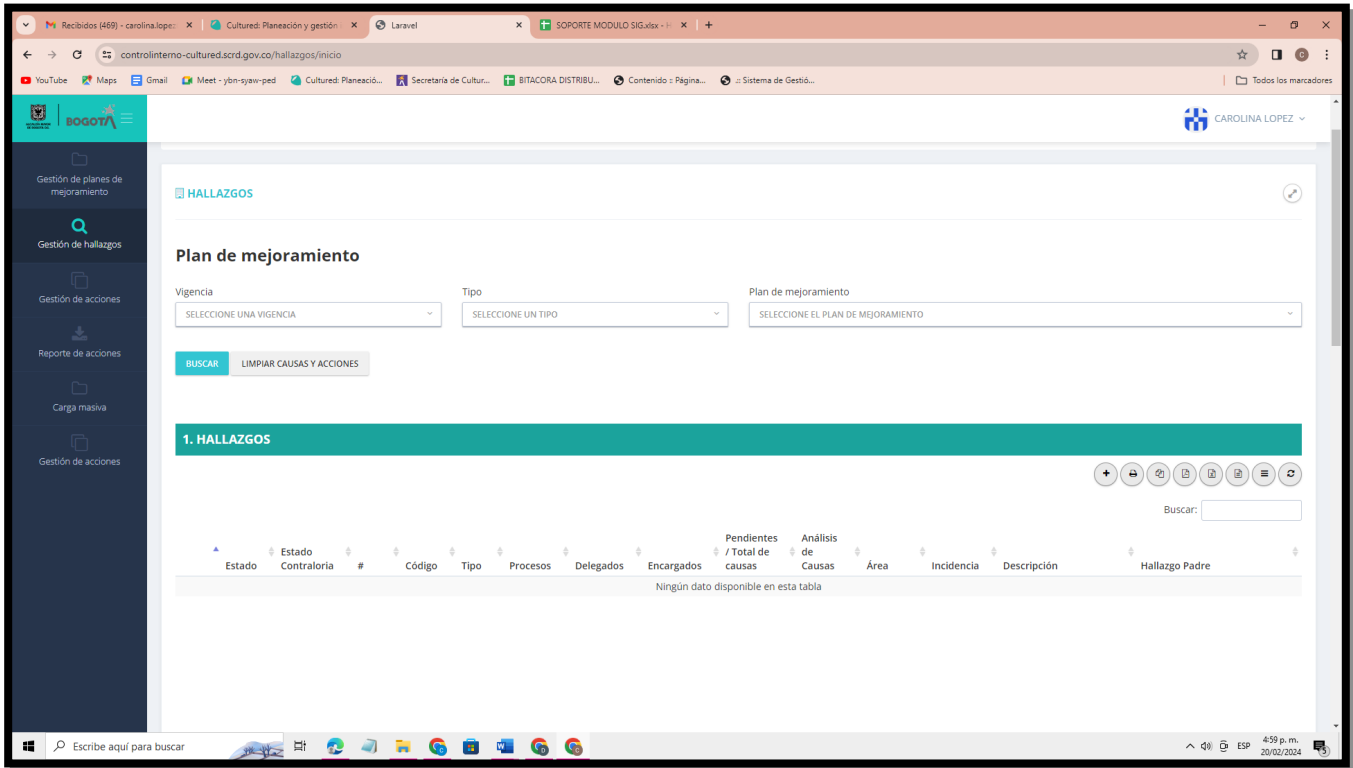 Recibidos (469) - carolina.lope
Cultured: Planeación y gestión
Laravel
SOPORTE MODULO SIG.xlsx - H
controlinterno-cultured.scrd.gov.co/hallazgos/inicio
C
YouTube
Maps
Gmail
Meet - ybn-syaw-ped
Cultured: Planeació...
Secretaría de Cultur...
BITACORA DISTRIBU...
Contenido :: Página...
.:: Sistema de Gestió...
Todos los marcadores
BOGOTA
CAROLINA LOPEZ
Gestión de planes de
mejoramiento
Gestión de hallazgos
Gestión de acciones
Reporte de acciones
Carga masiva
Gestión de acciones
HALLAZGOS
Plan de mejoramiento
Vigencia
Tipo
Plan de mejoramiento
SELECCIONE UNA VIGENCIA
SELECCIONE UN TIPO
SELECCIONE EL PLAN DE MEJORAMIENTO
BUSCAR
LIMPIAR CAUSAS Y ACCIONES
1. HALLAZGOS
Buscar:
Estado
Estado
Contraloria
#
Código
Tipo
Procesos
Delegados
Encargados
Pendientes
/ Total de
causas
Análisis
de
Causas
Área
Incidencia
Descripción
Hallazgo Padre
Ningún dato disponible en esta tabla
Escribe aquí para buscar
ESP
4:59 p. m.
20/02/2024
5